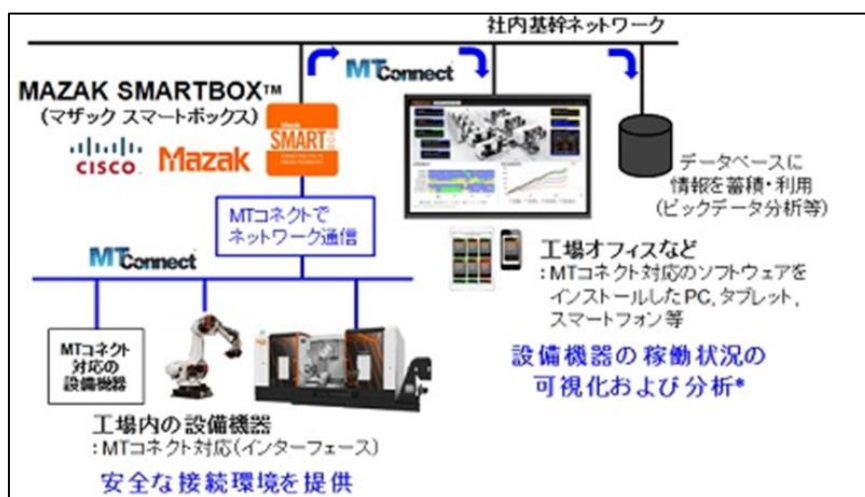 社内基幹ネットワーク
MTConnect
MAZAK SMARTBOX™
(マザック スマートボックス)
CISCO
Mazak
SMART
データベースに
情報を蓄積・利用
(ビックデータ分析等)
MTコネクトで
ネットワーク通信
MTConnect
工場オフィスなど
:MTコネクト対応のソフトウェアを
インストールしたPC,タブレット,
スマートフォン等
MTコネクト
対応の
設備機器
設備機器の稼働状況の
可視化および分析*
工場内の設備機器
:MTコネクト対応(インターフェース)
安全な接続環境を提供